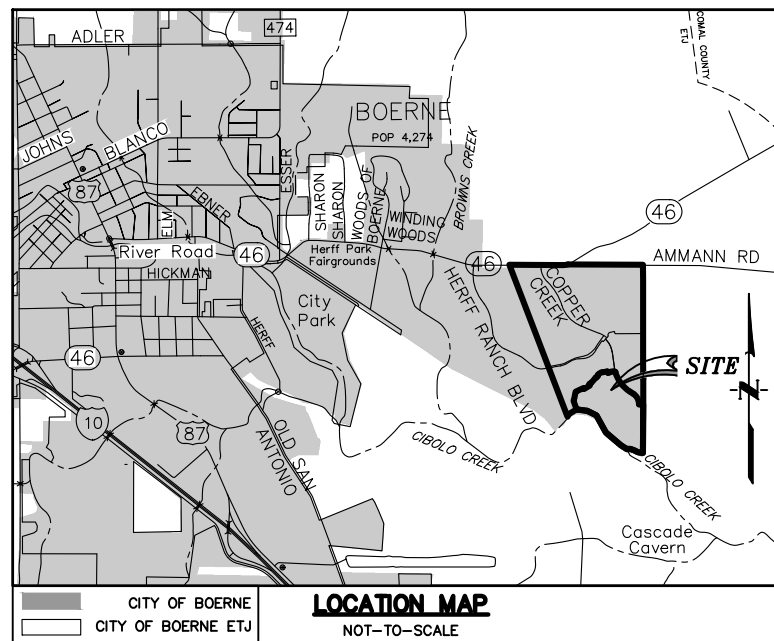 474
ADLER
COMAL COUNTY
ETJ
BOERNE
POP 4,274
JOHNS
BLANCO
87
EBNER
ELM
ESSER
SHARON
SHARON
WOODS OF
BOERNE
WINDING
WOODS
BROWNS CREEK
46
River Road
46
Herff Park
Fairgrounds
46
AMMANN RD
HICKMAN
City
Park
HERFF
HERFF RANCH BLVD
COPPER
CREEK
46
SITE
N
10
87
OLD SAN
ANTONIO
CIBOLO CREEK
CIBOLO CREEK
Cascade
Cavern
CITY OF BOERNE
CITY OF BOERNE ETJ
LOCATION MAP
NOT-TO-SCALE